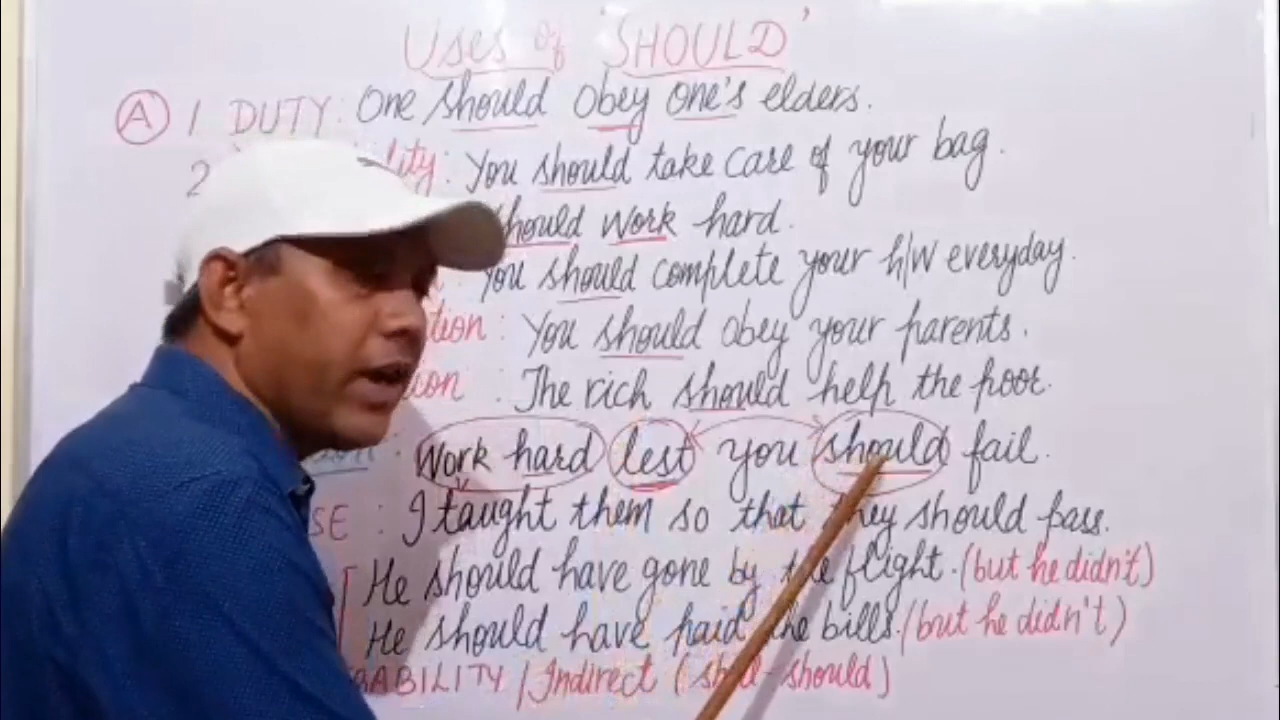 Uses of 'SHOULD'
(A) 1 DUTY: One should obey one's elders.
2 lity: You should take care of your bag.
should work hard.
You should complete your h/w everyday.
tion: You should obey your parents.
tion: The rich should help the poor.
ion: Work hard lest you should fail.
SE: I taught them so that they should pass.
He should have gone by the flight. (but he didn't)
He should have paid the bills. (but he didn't)
BABILITY / Indirect (shall-should)